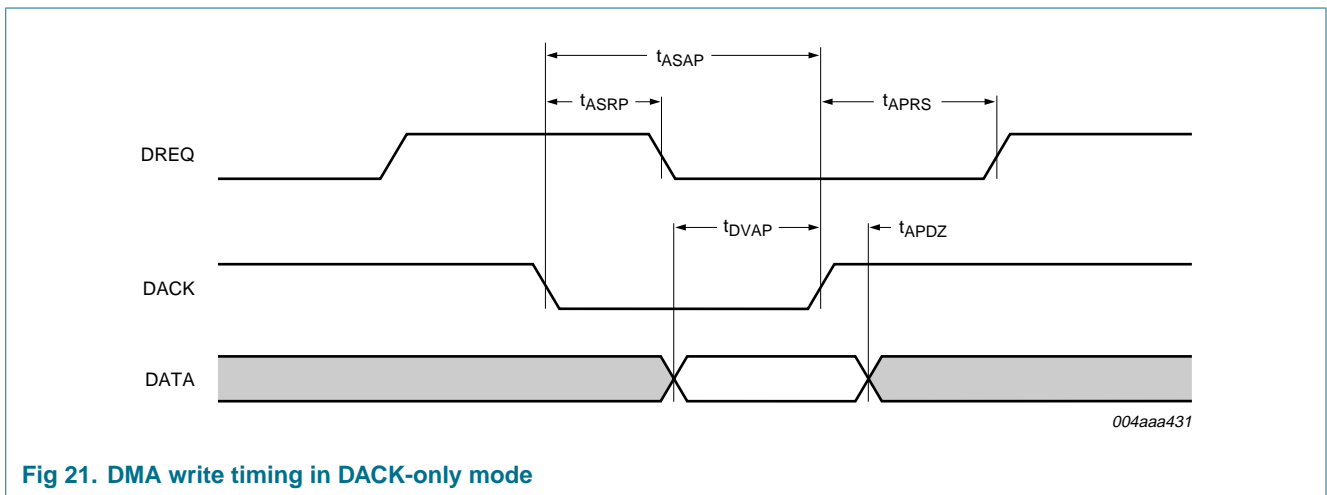 tASAP
tASRP
tAPRS
DREQ
tDVAP
tAPDZ
DACK
DATA
004aaa431
Fig 21. DMA write timing in DACK-only mode